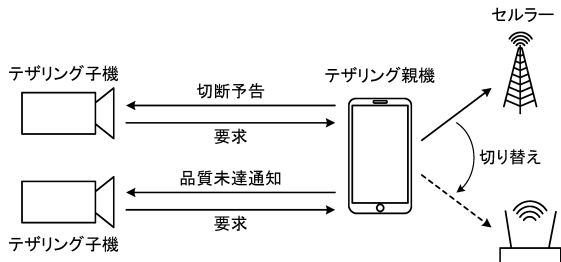 セルラー
テザリング子機
テザリング親機
切断予告
要求
切り替え
品質未達通知
要求
テザリング子機